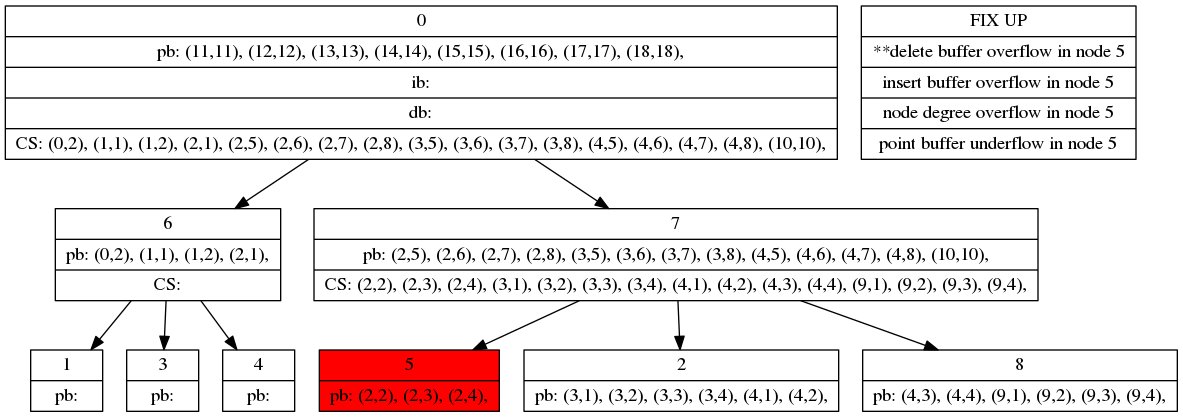 0
pb: (11,11), (12,12), (13,13), (14,14), (15,15), (16,16), (17,17), (18,18),
ib:
db:
CS: (0,2), (1,1), (1,2), (2,1), (2,5), (2,6), (2,7), (2,8), (3,5), (3,6), (3,7), (3,8), (4,5), (4,6), (4,7), (4,8), (10,10),
FIX UP
**delete buffer overflow in node 5
insert buffer overflow in node 5
node degree overflow in node 5
point buffer underflow in node 5
6
pb: (0,2), (1,1), (1,2), (2,1),
CS:
7
pb: (2,5), (2,6), (2,7), (2,8), (3,5), (3,6), (3,7), (3,8), (4,5), (4,6), (4,7), (4,8), (10,10),
CS: (2,2), (2,3), (2,4), (3,1), (3,2), (3,3), (3,4), (4,1), (4,2), (4,3), (4,4), (9,1), (9,2), (9,3), (9,4),
1
pb:
3
pb:
4
pb:
5
pb: (2,2), (2,3), (2,4),
2
pb: (3,1), (3,2), (3,3), (3,4), (4,1), (4,2),
8
pb: (4,3), (4,4), (9,1), (9,2), (9,3), (9,4),